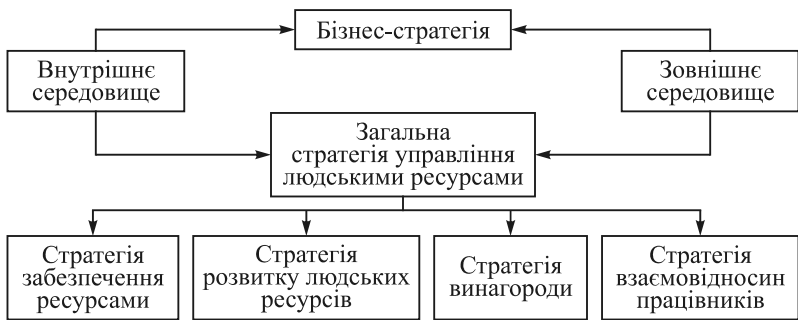 Бізнес-стратегія
Внутрішнє
середовище
Зовнішнє
середовище
Загальна
стратегія управління
людськими ресурсами
Стратегія
забезпечення
ресурсами
Стратегія
розвитку людських
ресурсів
Стратегія
винагороди
Стратегія
взаємовідносин
працівників